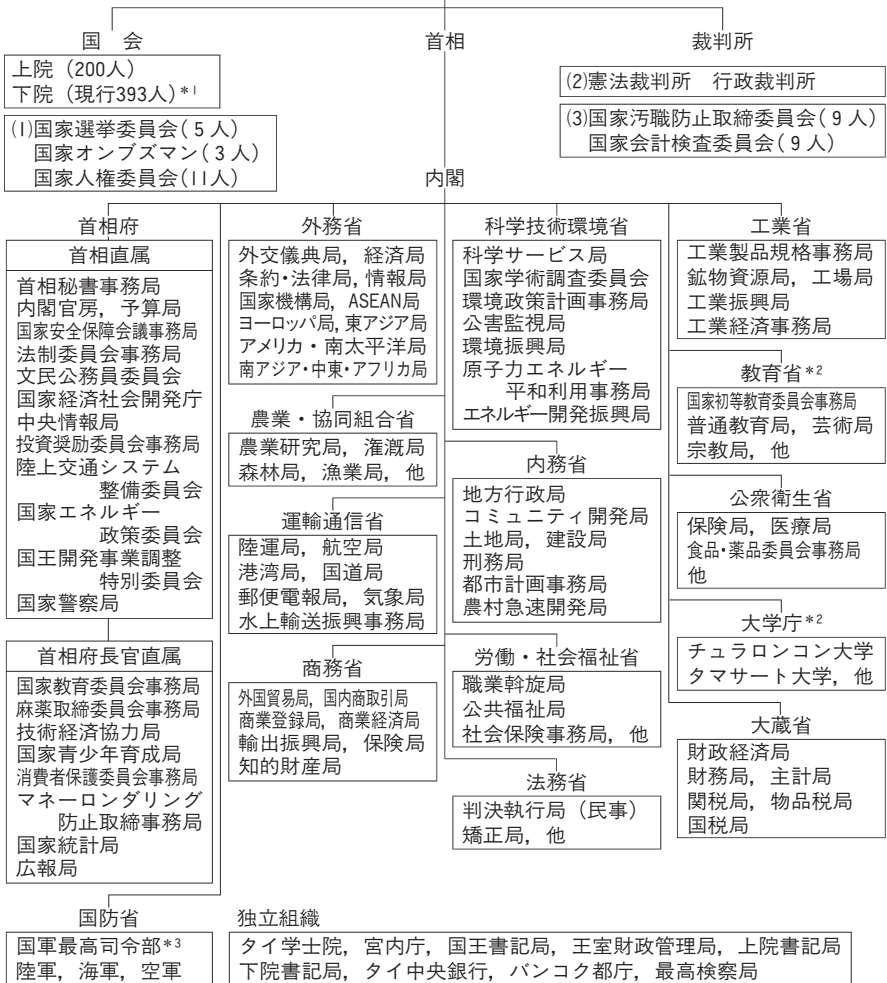 国 会
首相
裁判所
上院（200人）
下院（現行393人）*1
(2)憲法裁判所 行政裁判所
(1)国家選挙委員会(5人)
国家オンブズマン(3人)
国家人権委員会(11人)
(3)国家汚職防止取締委員会(9人)
国家会計検査委員会(9人)
内閣
首相府
首相直属
首相秘書事務局
内閣官房，予算局
国家安全保障会議事務局
法制委員会事務局
文民公務員委員会
国家経済社会開発庁
中央情報局
投資奨励委員会事務局
陸上交通システム
整備委員会
国家エネルギー
政策委員会
国王開発事業調整
特別委員会
国家警察局
首相府長官直属
国家教育委員会事務局
麻薬取締委員会事務局
技術経済協力局
国家青少年育成局
消費者保護委員会事務局
マネーロンダリング
防止取締事務局
国家統計局
広報局
外務省
外交儀典局，経済局
条約・法律局，情報局
国家機構局，ASEAN局
ヨーロッパ局，東アジア局
アメリカ・南太平洋局
南アジア・中東・アフリカ局
農業・協同組合省
農業研究局，灌漑局
森林局，漁業局，他
運輸通信省
陸運局，航空局
港湾局，国道局
郵便電報局，気象局
水上輸送振興事務局
商務省
外国貿易局，国内商取引局
商業登録局，商業経済局
輸出振興局，保険局
知的財産局
科学技術環境省
科学サービス局
国家学術調査委員会
環境政策計画事務局
公害監視局
環境振興局
原子力エネルギー
平和利用事務局
エネルギー開発振興局
内務省
地方行政局
コミュニティ開発局
土地局，建設局
刑務局
都市計画事務局
農村急速開発局
労働・社会福祉省
職業斡旋局
公共福祉局
社会保険事務局，他
法務省
判決執行局（民事）
矯正局，他
工業省
工業製品規格事務局
鉱物資源局，工場局
工業振興局
工業経済事務局
教育省*2
国家初等教育委員会事務局
普通教育局，芸術局
宗教局，他
公衆衛生省
保険局，医療局
食品・薬品委員会事務局
他
大学庁*2
チュラロンコン大学
タマサート大学，他
大蔵省
財政経済局
財務局，主計局
関税局，物品税局
国税局
国防省
国軍最高司令部*3
陸軍，海軍，空軍
独立組織
タイ学士院，宮内庁，国王書記局，王室財政管理局，上院書記局
下院書記局，タイ中央銀行，バンコク都庁，最高検察局